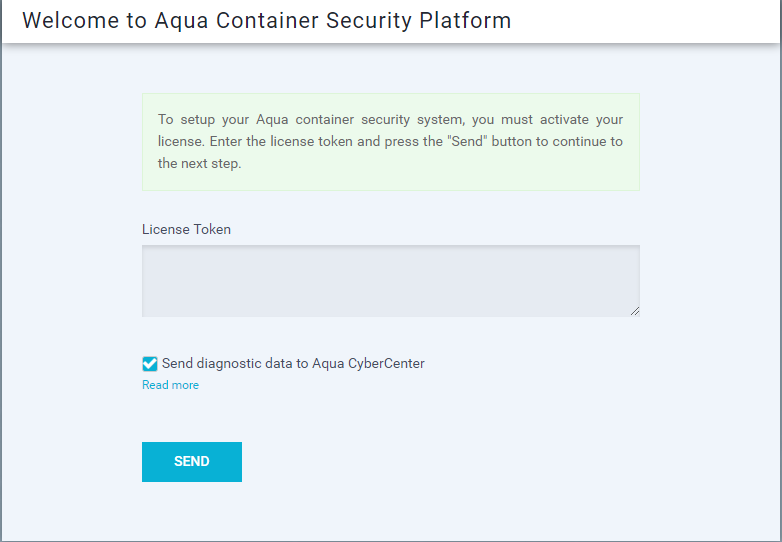 Welcome to Aqua Container Security Platform
To setup your Aqua container security system, you must activate your
license. Enter the license token and press the "Send" button to continue to
the next step.
License Token
Send diagnostic data to Aqua CyberCenter
Read more
SEND